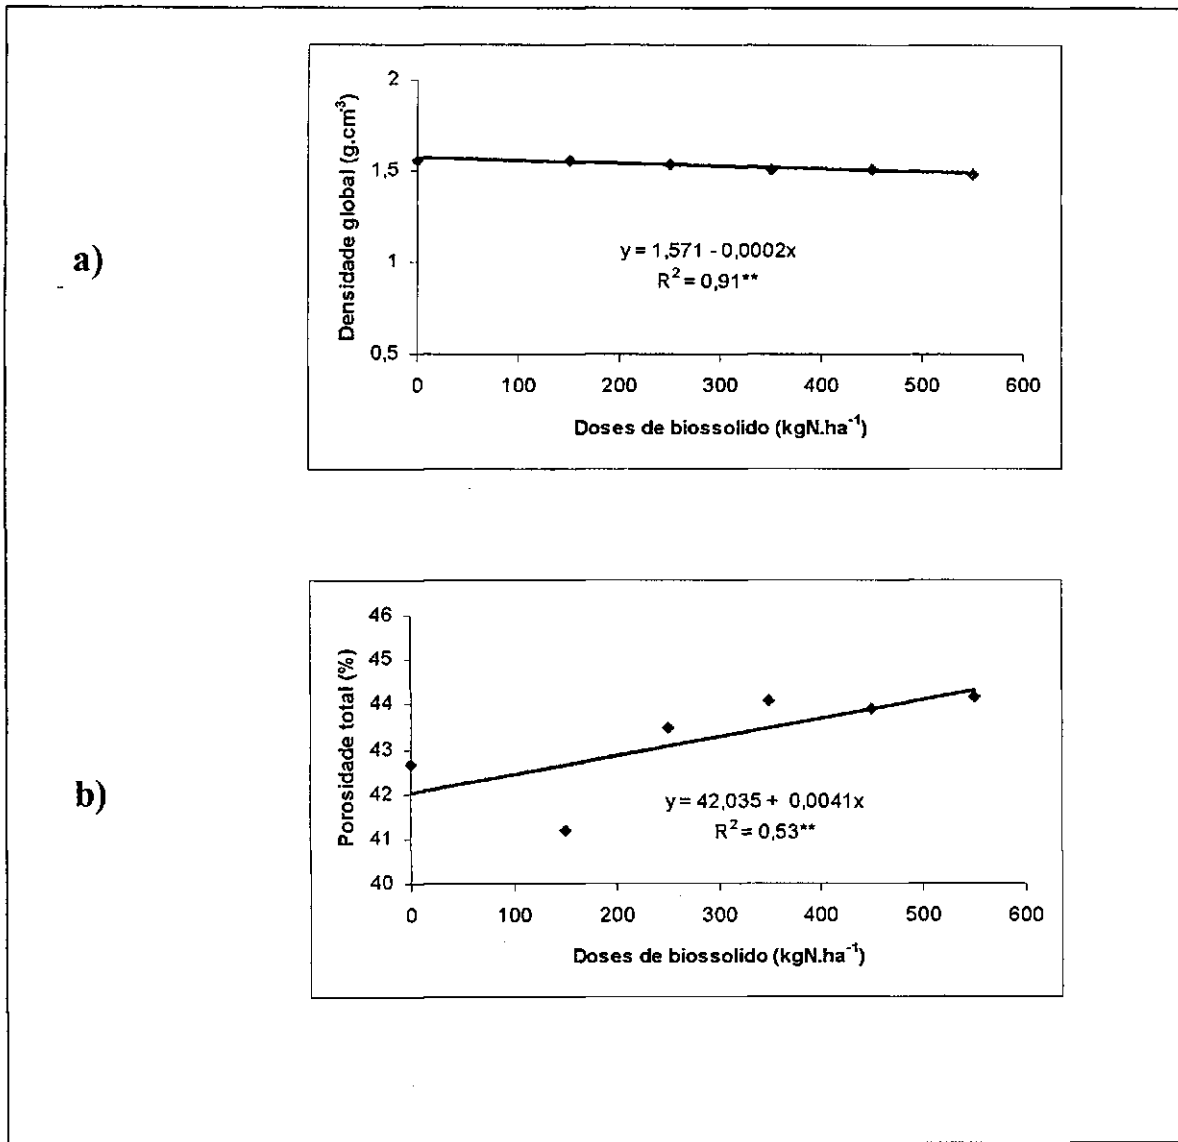 a)
Densidade global (g.cm⁻³)
2
1,5
1
0,5
y = 1,571 - 0,0002x
R² = 0,91**
0 100 200 300 400 500 600
Doses de biossolido (kgN.ha⁻¹)
b)
Porosidade total (%)
46
45
44
43
42
41
40
y = 42,035 + 0,0041x
R² = 0,53**
0 100 200 300 400 500 600
Doses de biossolido (kgN.ha⁻¹)